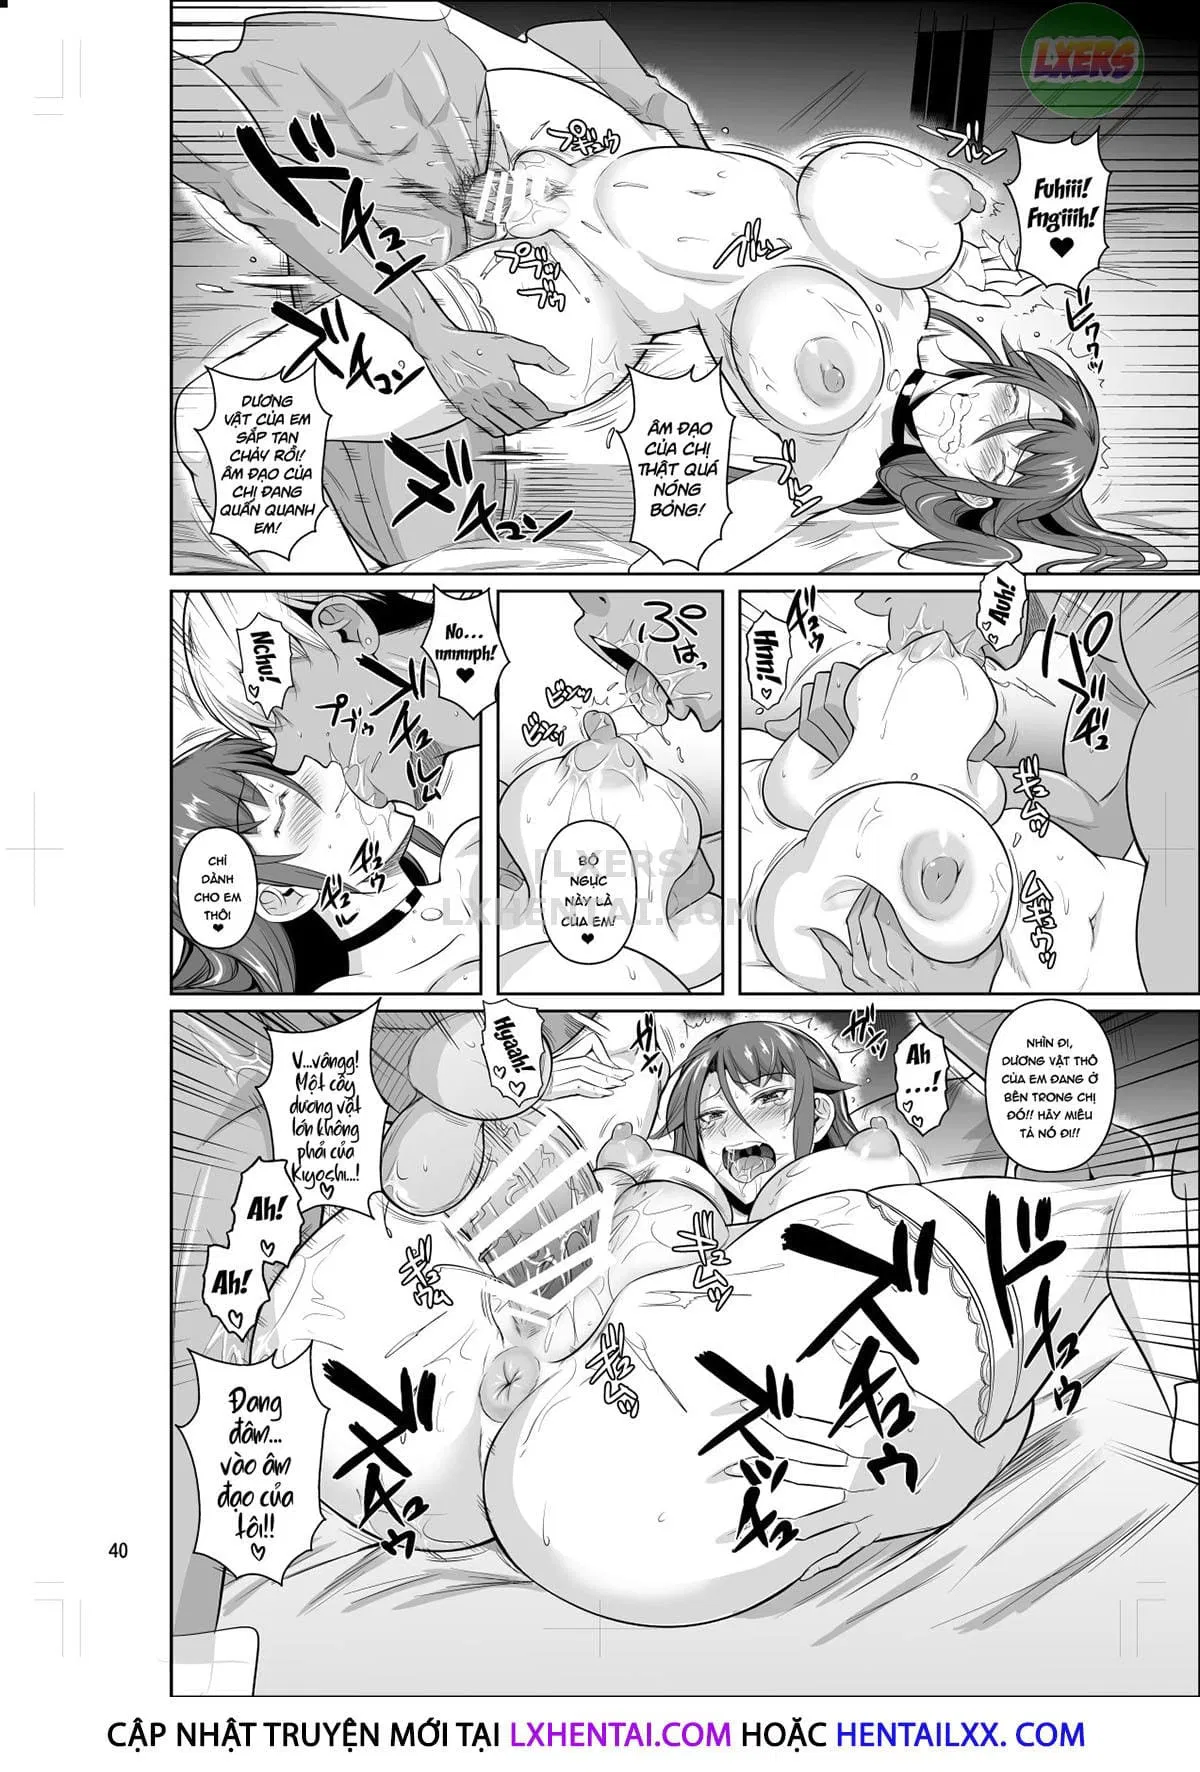 LXERS
Fuhiii!
Fngiiih!
♥
ÂM ĐẠO
CỦA CHỊ
THẬT QUÁ
NÓNG
BỎNG!
DƯƠNG
VẬT CỦA EM
SẮP TAN
CHẢY RỒI!
ÂM ĐẠO CỦA
CHỊ ĐANG
QUẤN QUANH
EM!
Auh!
Hnn!
BỘ
NGỰC
NÀY LÀ
CỦA EM!
♥
No...
mmmph!
♥
Nchu!
CHỈ
DÀNH
CHO EM
THÔI
♥
[LXERS]
LXHENTAI.COM
NHÌN ĐI,
DƯƠNG VẬT THÔ
CỦA EM ĐANG Ở
BÊN TRONG CHỊ
ĐÓ!! HÃY MIÊU
TẢ NÓ ĐI!!
Ah
...!
Hyaah!
V...vângg!
Một cây
dương vật
lớn không
phải của
Kiyoshi...!
Ah!
Ah!
Đang
đâm...
vào âm
đạo của
tôi!!
40
CẬP NHẬT TRUYỆN MỚI TẠI LXHENTAI.COM HOẶC HENTAILXX. COM